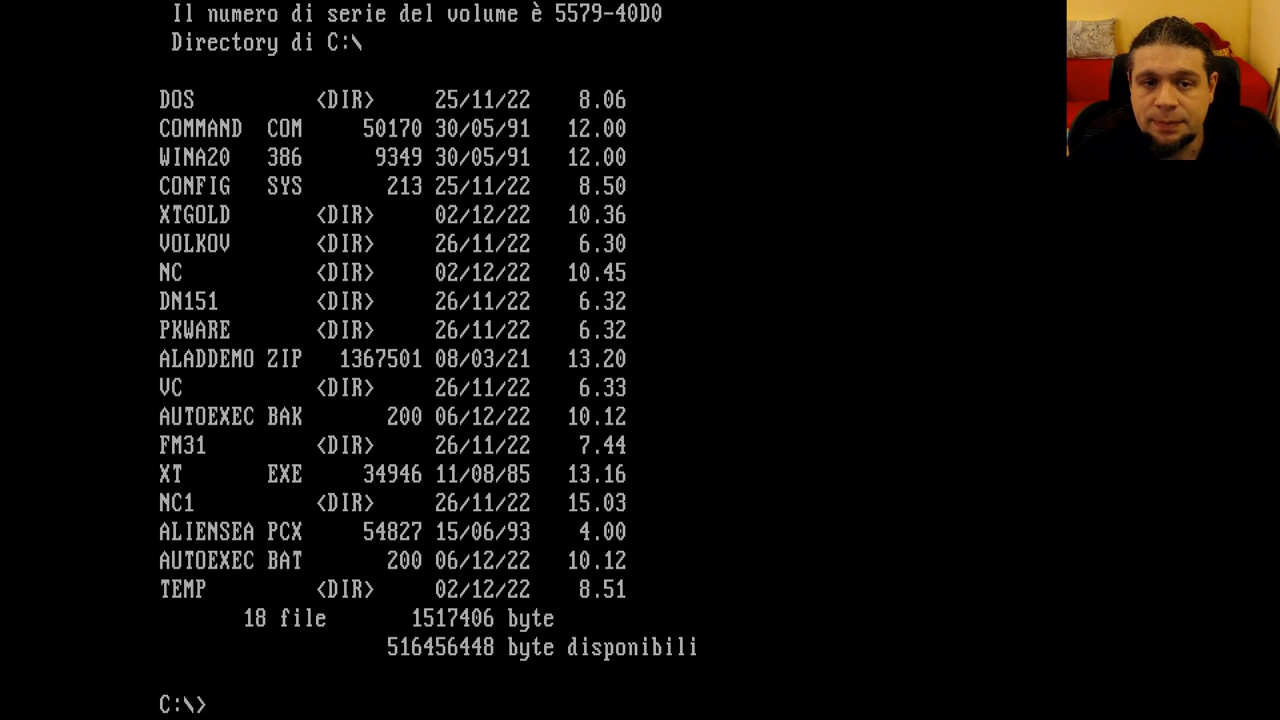 Il numero di serie del volume è 5579-40D0
Directory di C:\
DOS <DIR> 25/11/22 8.06
COMMAND COM 50170 30/05/91 12.00
WINA20 386 9349 30/05/91 12.00
CONFIG SYS 213 25/11/22 8.50
XTGOLD <DIR> 02/12/22 10.36
VOLKOV <DIR> 26/11/22 6.30
NC <DIR> 02/12/22 10.45
DN151 <DIR> 26/11/22 6.32
PKWARE <DIR> 26/11/22 6.32
ALADDEMO ZIP 1367501 08/03/21 13.20
VC <DIR> 26/11/22 6.33
AUTOEXEC BAK 200 06/12/22 10.12
FM31 <DIR> 26/11/22 7.44
XT EXE 34946 11/08/85 13.16
NC1 <DIR> 26/11/22 15.03
ALIENSEA PCX 54827 15/06/93 4.00
AUTOEXEC BAT 200 06/12/22 10.12
TEMP <DIR> 02/12/22 8.51
18 file 1517406 byte
516456448 byte disponibili
C:\>